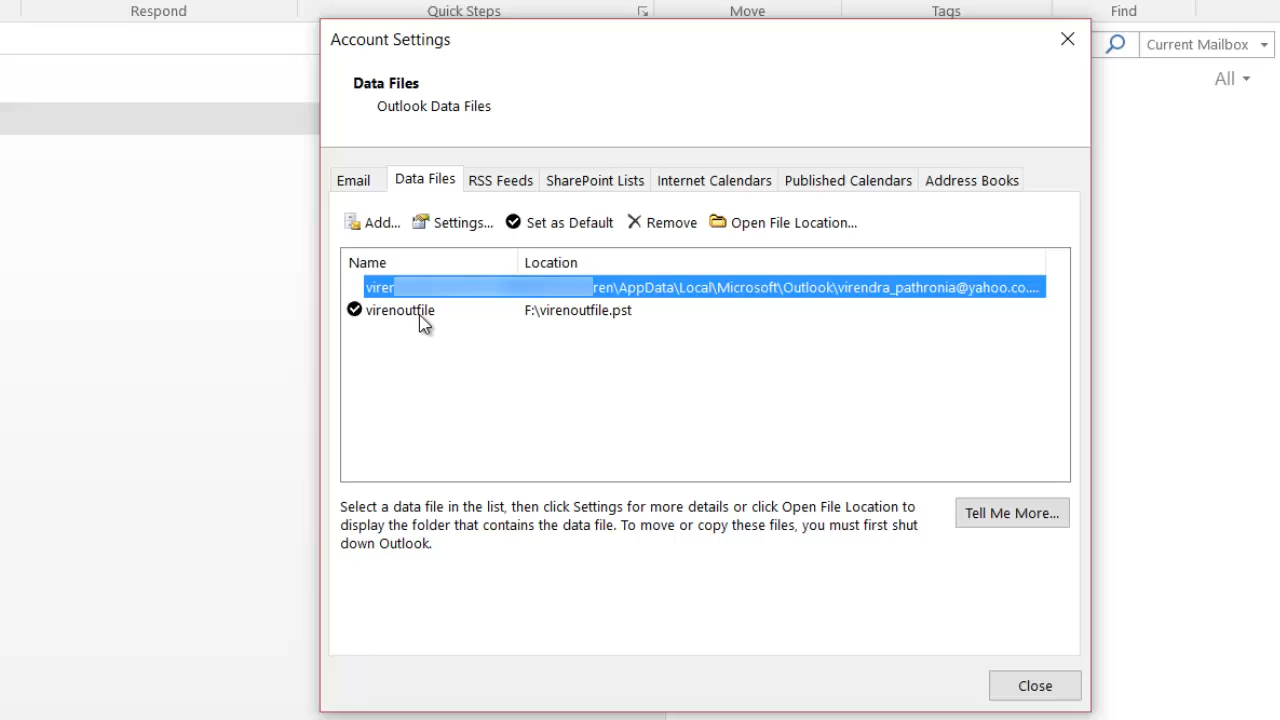 Respond Quick Steps Move Tags Find
Account Settings
Current Mailbox
All
Data Files
Outlook Data Files
Email Data Files RSS Feeds SharePoint Lists Internet Calendars Published Calendars Address Books
Add... Settings... Set as Default Remove Open File Location...
Name Location
viren ren\AppData\Local\Microsoft\Outlook\virendra_pathronia@yahoo.co....
virenoutfile F:\virenoutfile.pst
Select a data file in the list, then click Settings for more details or click Open File Location to
display the folder that contains the data file. To move or copy these files, you must first shut
down Outlook.
Tell Me More...
Close